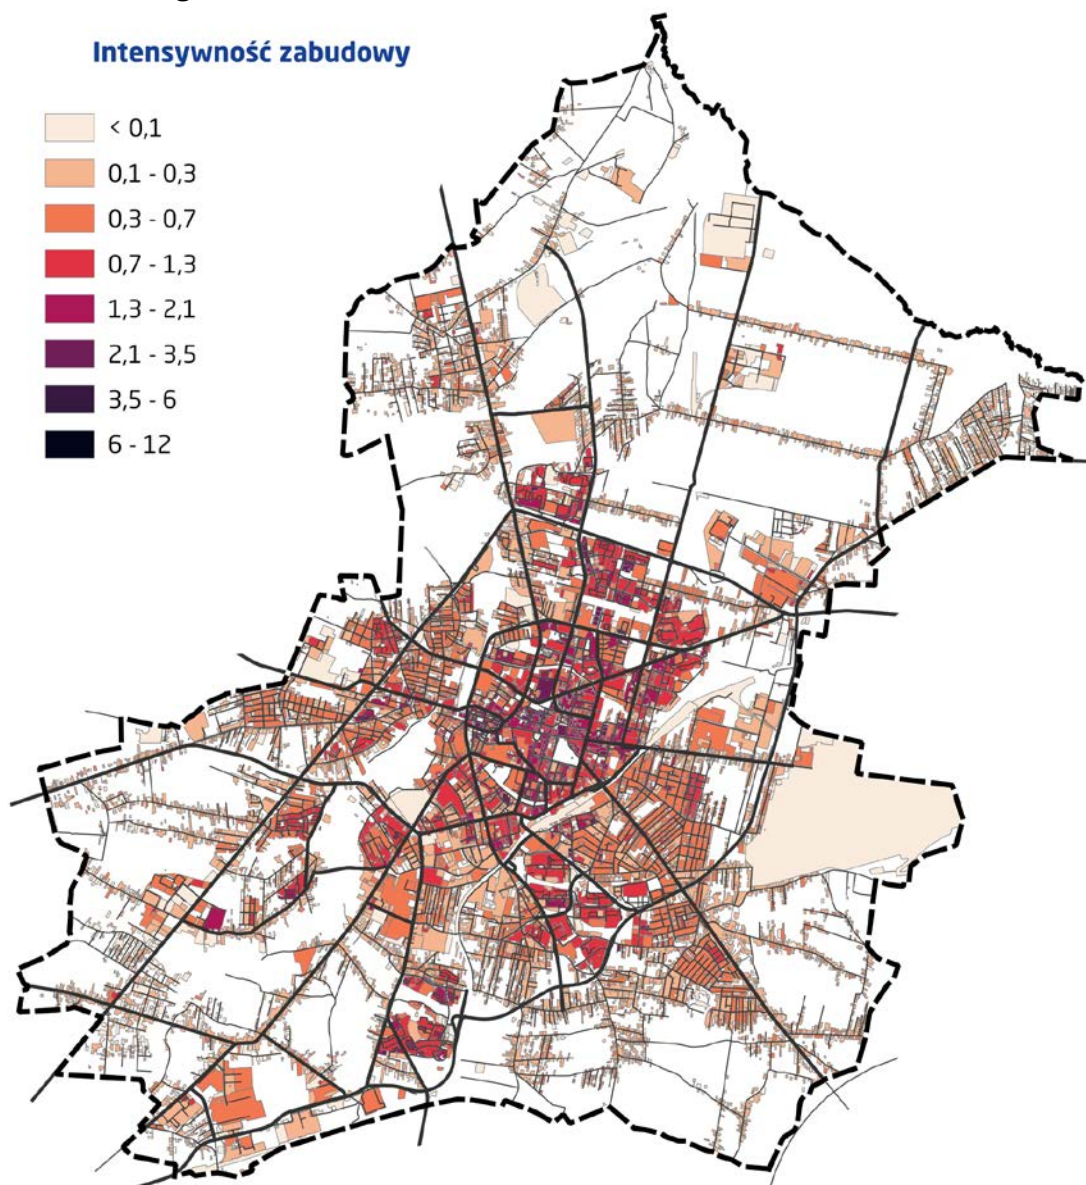 Intensywność zabudowy
< 0,1
0,1 - 0,3
0,3 - 0,7
0,7 - 1,3
1,3 - 2,1
2,1 - 3,5
3,5 - 6
6 - 12